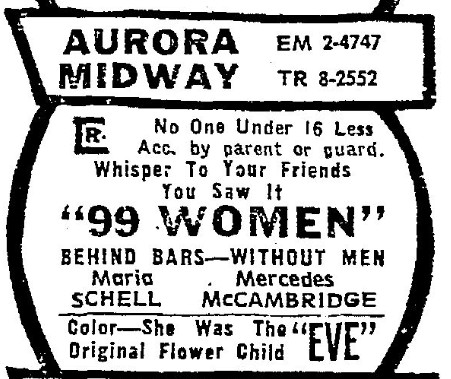 AURORA EM 2-4747
MIDWAY TR 8-2552
R No One Under 16 Less
Acc. by parent or guard.
Whisper To Your Friends
You Saw It
"99 WOMEN"
BEHIND BARS—WITHOUT MEN
Maria Mercedes
SCHELL McCAMBRIDGE
Color—She Was The "EVE"
Original Flower Child